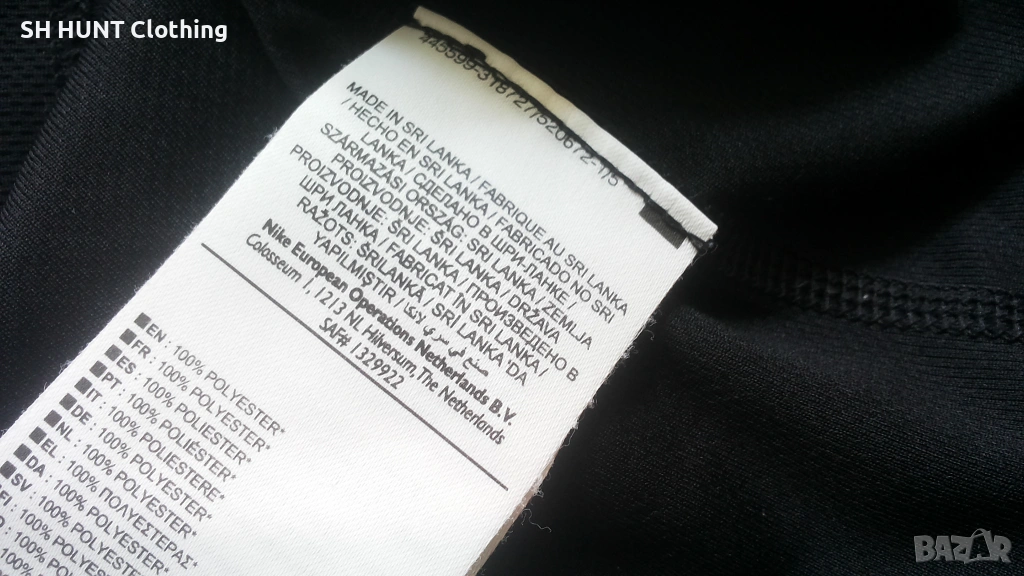 SH HUNT Clothing
MADE IN SRI LANKA / FABRIQUE AU SRI LANKA
/ HECHO EN SRI LANKA / FABRICADO NO SRI
LANKA / СДЕЛАНО В ШРИ-ЛАНКЕ /
SZÁRMAZÁSI ORSZÁG: SRI LANKA / ZEMLJA
PROIZVODNJE: ŠRI LANKA / DRŽAVA
PROIZVODNJE: ŠRI LANKA / ПРОИЗВЕДЕНО В
ШРИ ЛАНКА / FABRICAT ÎN SRI LANKA /
RAŽOTS: ŠRILANKA / SRI LANKA'DA
YAPILMIŞTIR / صنع في سري لانكا
Nike European Operations Netherlands B.V.
Colosseum 1, 1213 NL Hilversum, The Netherlands
SAF# 1329922
EN : 100% POLYESTER*
FR : 100% POLYESTER*
ES : 100% POLIÉSTER*
PT : 100% POLIÉSTER*
IT : 100% POLIESTERE*
DE : 100% POLYESTER*
NL : 100% POLYESTER*
EL : 100% ΠΟΛΥΕΣΤΕΡΑΣ*
DA : 100% POLYESTER*
SV : 100% POLYESTER*
BAZAR